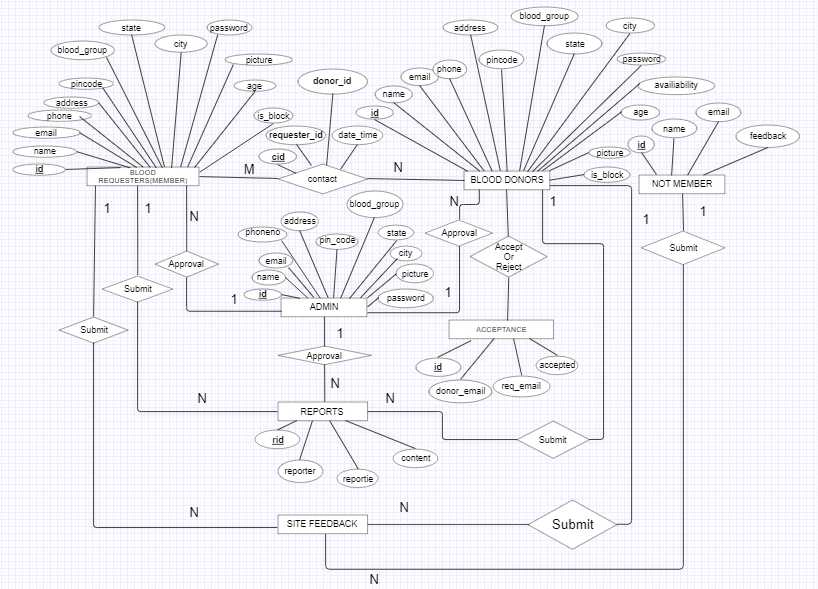 state
password
blood_group
city
picture
pincode
age
address
phone
is_block
email
name
id
BLOOD
REQUESTERS(MEMBER)
donor_id
requester_id
date_time
cid
contact
M
N
blood_group
address
city
state
pincode
password
phone
email
availiability
name
id
age
picture
is_block
BLOOD DONORS
email
name
feedback
id
NOT MEMBER
1
1
N
N
1
1
1
Approval
Submit
Submit
1
blood_group
address
phoneno
pin_code
state
email
city
name
picture
id
password
ADMIN
1
Approval
Accept
Or
Reject
Submit
1
Approval
N
ACCEPTANCE
id
accepted
donor_email
req_email
N
N
REPORTS
rid
reporter
reportie
content
Submit
N
N
SITE FEEDBACK
Submit
N